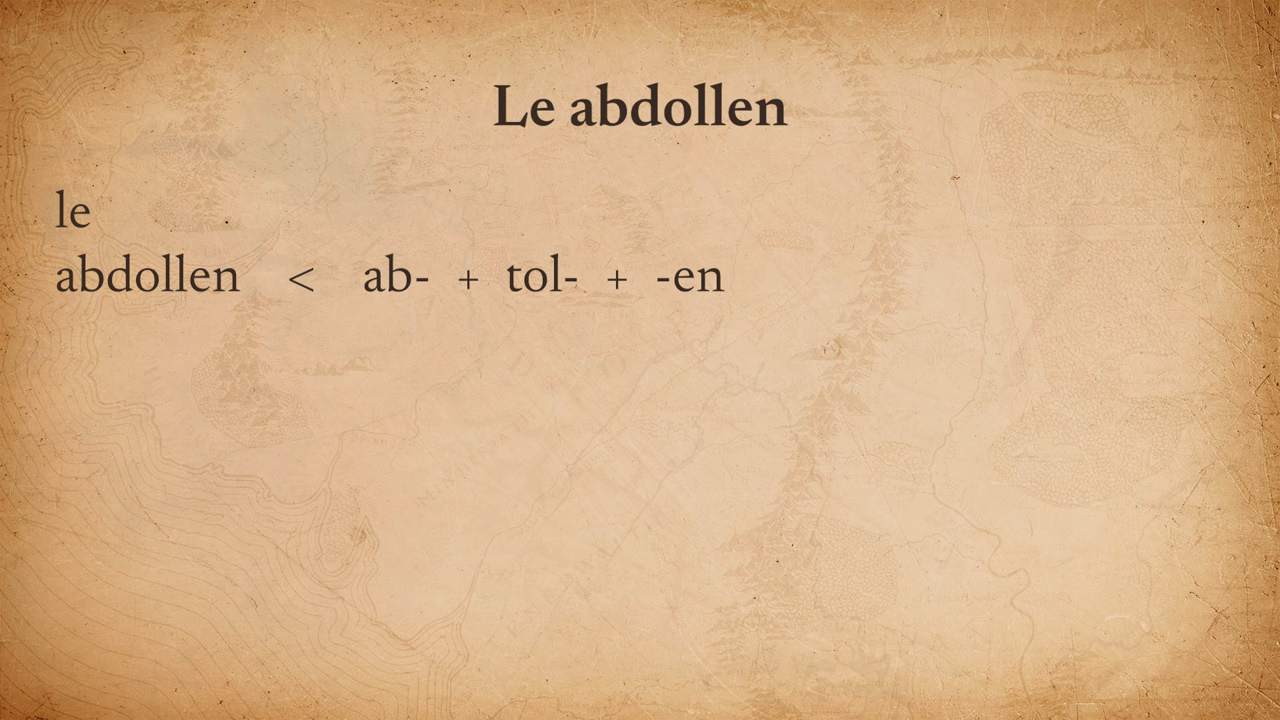 Le abdollen
le
abdollen < ab- + tol- + -en